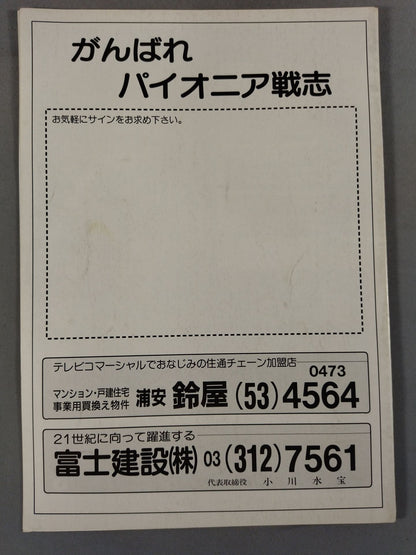 がんばれ
パイオニア戦志
お気軽にサインをお求め下さい。
テレビコマーシャルでおなじみの住通チェーン加盟店
マンション・戸建住宅
事業用買換え物件
浦安 鈴屋 0473(53)4564
21世紀に向って躍進する
富士建設㈱ 03(312)7561
代表取締役 小川水宝